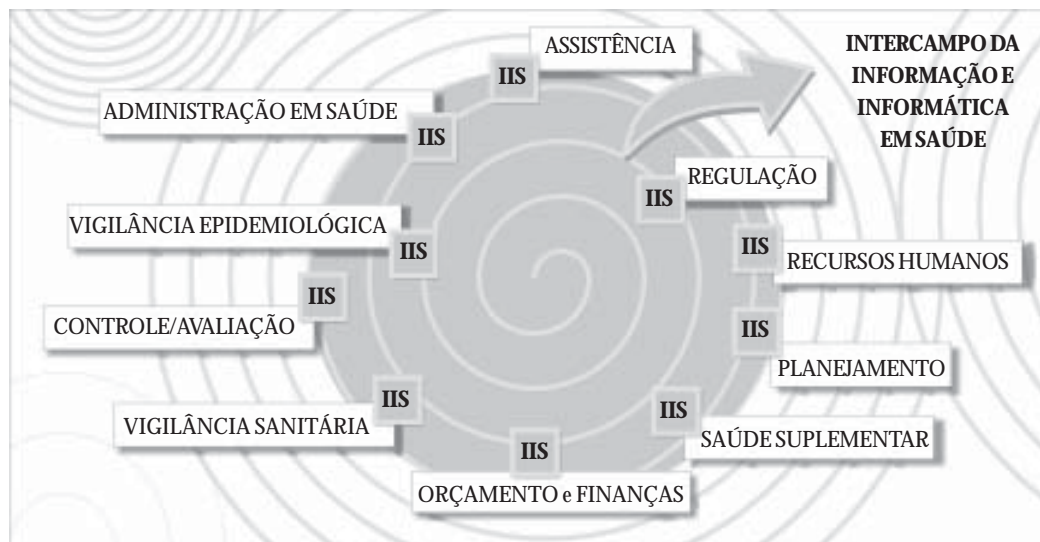 ASSISTÊNCIA
IIS
INTERCAMPO DA
INFORMAÇÃO E
INFORMÁTICA
EM SAÚDE
ADMINISTRAÇÃO EM SAÚDE
IIS
REGULAÇÃO
IIS
VIGILÂNCIA EPIDEMIOLÓGICA
IIS
IIS
RECURSOS HUMANOS
IIS
CONTROLE/AVALIAÇÃO
IIS
PLANEJAMENTO
IIS
VIGILÂNCIA SANITÁRIA
IIS
SAÚDE SUPLEMENTAR
IIS
ORÇAMENTO e FINANÇAS